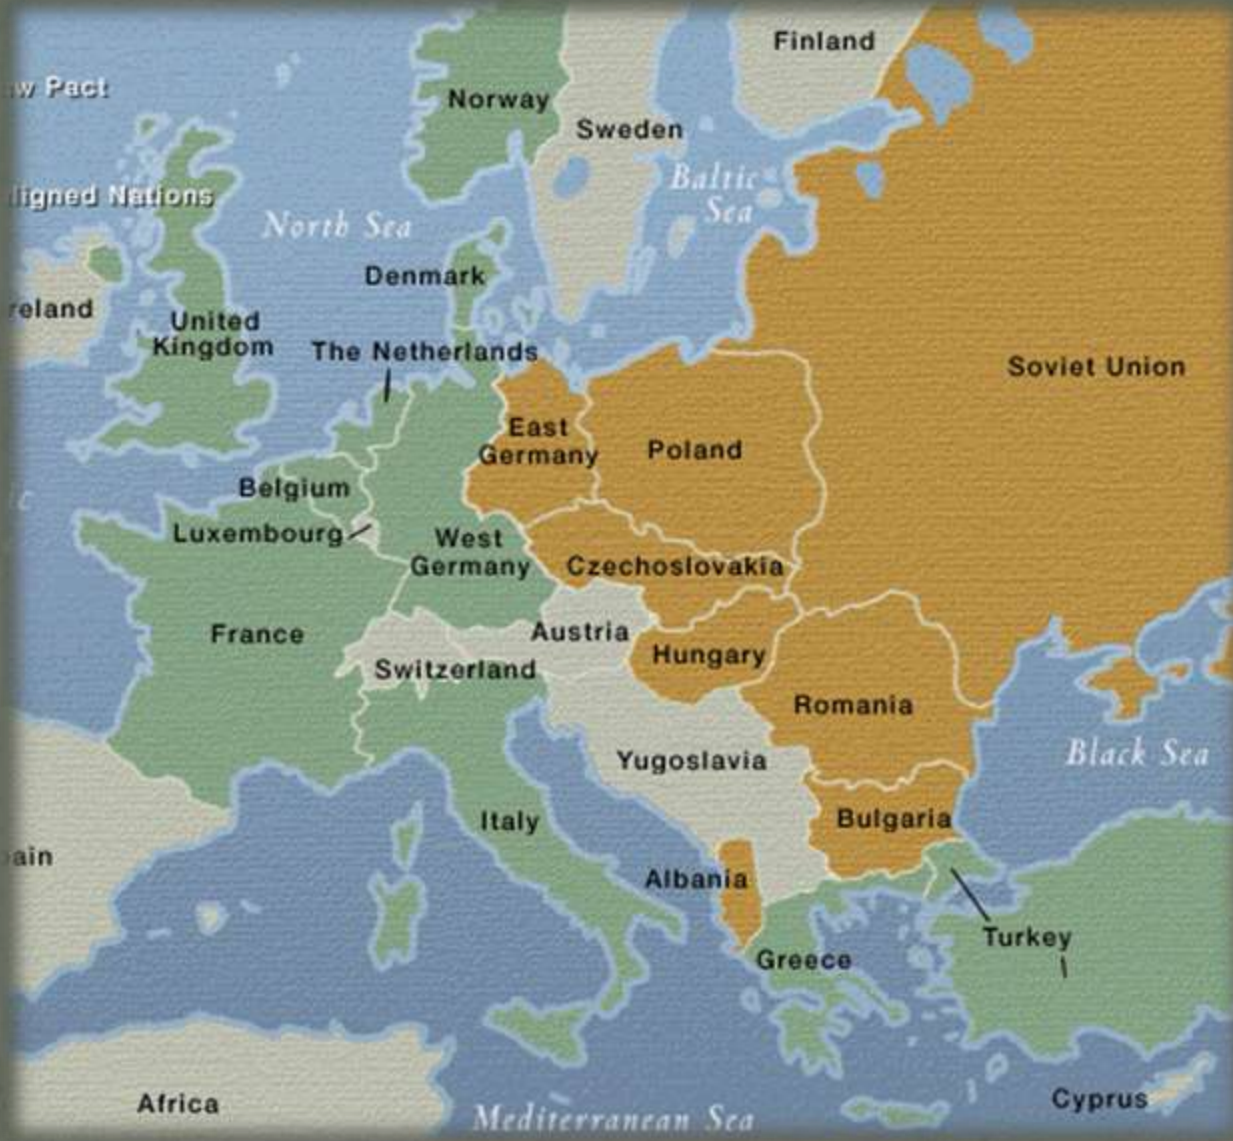 Finland
w Pact
Norway
Sweden
Baltic
Sea
ligned Nations
North Sea
Denmark
reland
United
Kingdom
The Netherlands
Soviet Union
East
Germany
Poland
Belgium
ic
Luxembourg
West
Germany
Czechoslovakia
France
Austria
Switzerland
Hungary
Romania
Yugoslavia
Black Sea
Italy
Bulgaria
ain
Albania
Turkey
Greece
Africa
Cyprus
Mediterranean Sea